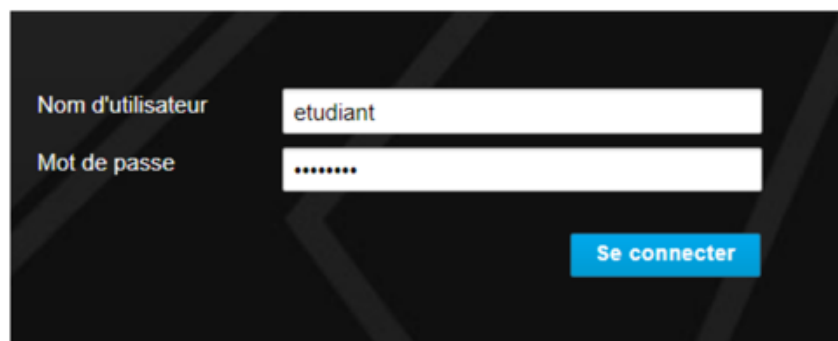 Nom d'utilisateur
etudiant
Mot de passe
••••••••
Se connecter